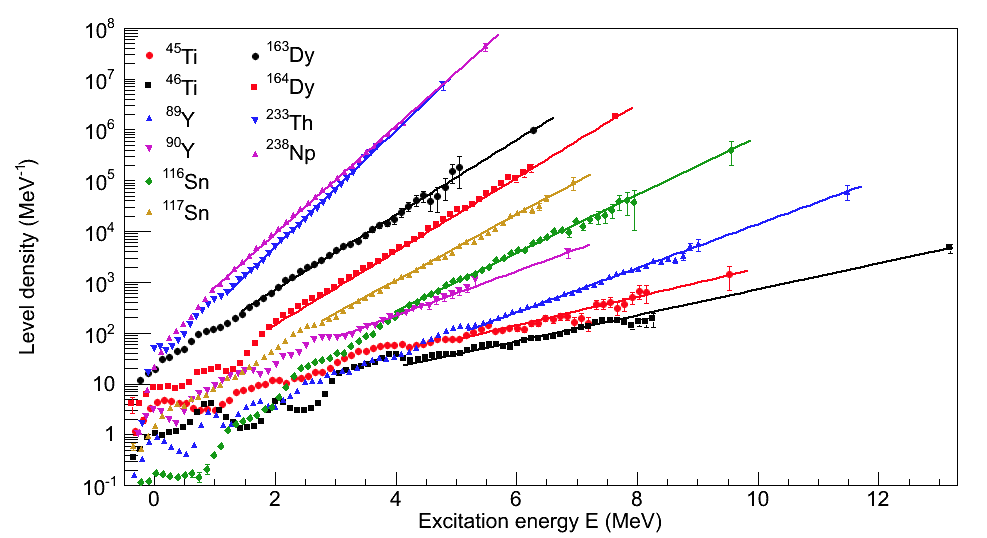 Level density (MeV⁻¹)
10⁸
10⁷
10⁶
10⁵
10⁴
10³
10²
10
1
10⁻¹
⁴⁵Ti
⁴⁶Ti
⁸⁹Y
⁹⁰Y
¹¹⁶Sn
¹¹⁷Sn
¹⁶³Dy
¹⁶⁴Dy
²³³Th
²³⁸Np
0 2 4 6 8 10 12
Excitation energy E (MeV)